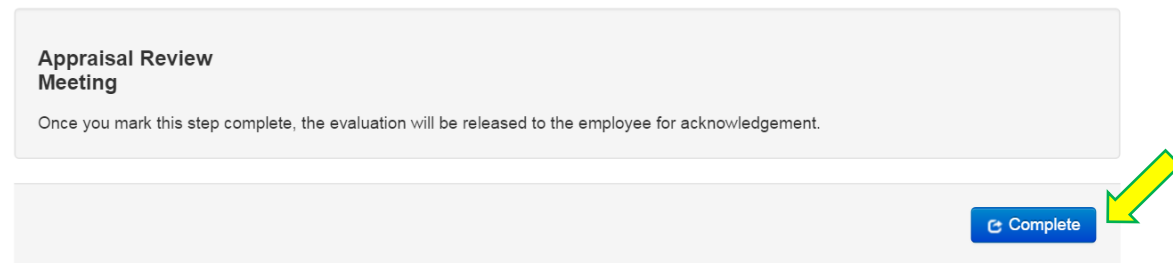 Appraisal Review
Meeting
Once you mark this step complete, the evaluation will be released to the employee for acknowledgement.
Complete